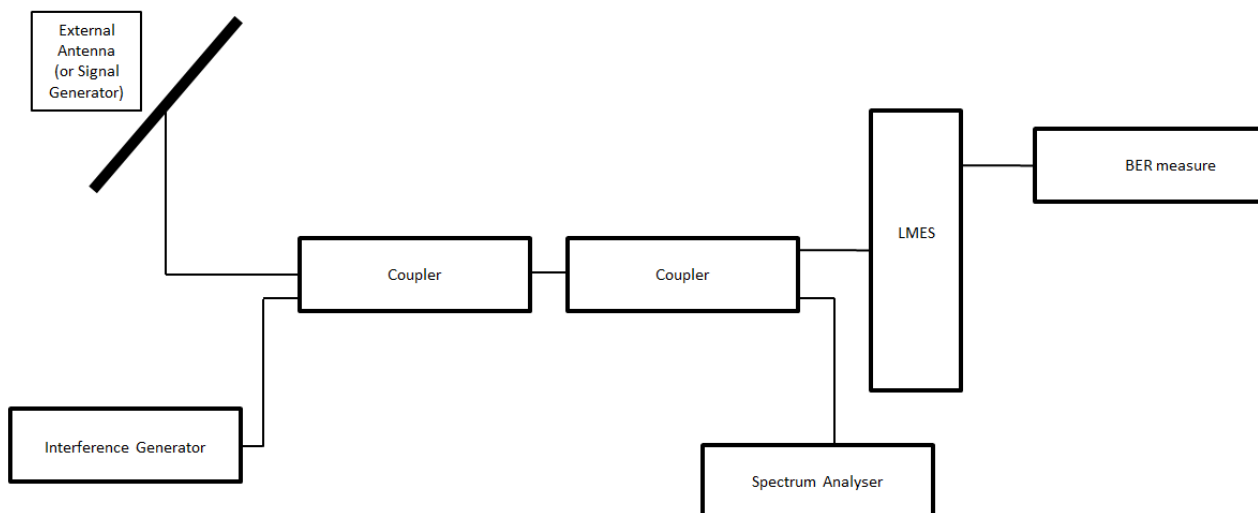 External
Antenna
(or Signal
Generator)
BER measure
LMES
Coupler
Coupler
Interference Generator
Spectrum Analyser